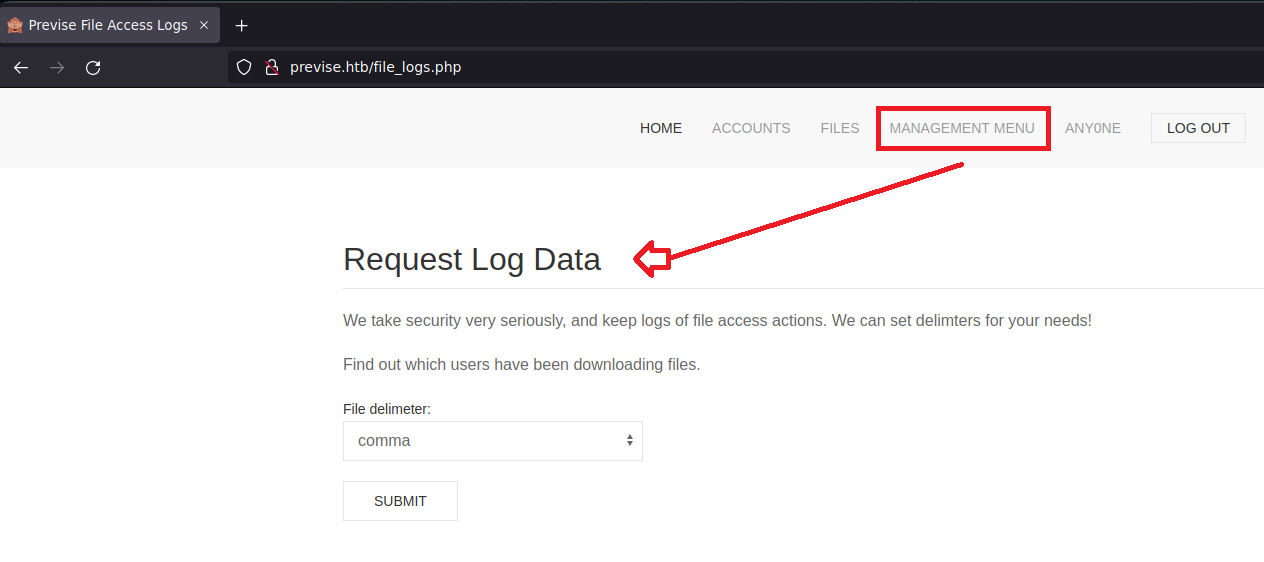 Previse File Access Logs
previse.htb/file_logs.php
HOME ACCOUNTS FILES MANAGEMENT MENU ANY0NE LOG OUT
Request Log Data
We take security very seriously, and keep logs of file access actions. We can set delimters for your needs!
Find out which users have been downloading files.
File delimeter:
comma
SUBMIT